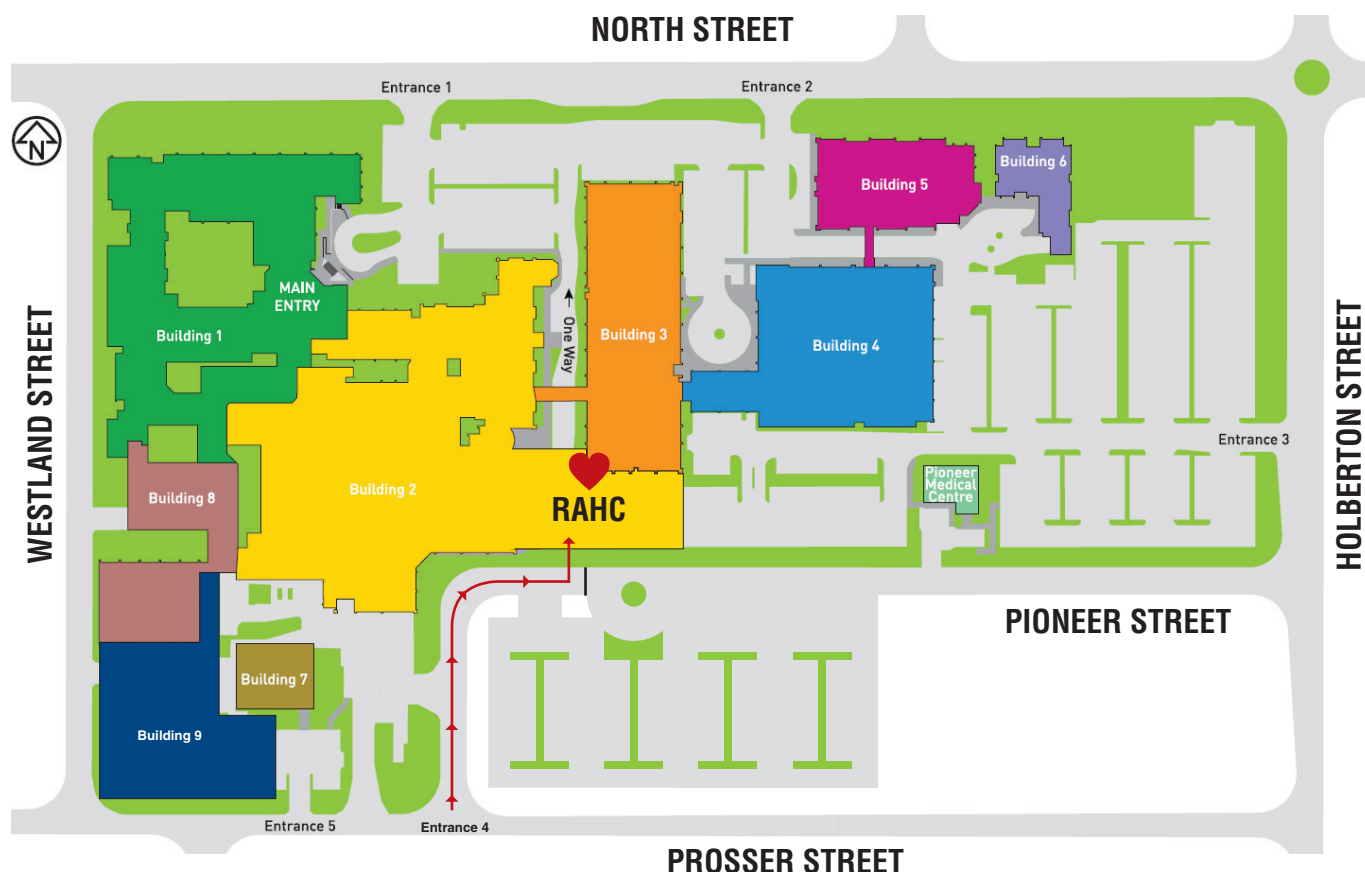 NORTH STREET
Entrance 1
Entrance 2
N
Building 6
Building 5
MAIN
ENTRY
One Way
Building 1
Building 3
Building 4
WESTLAND STREET
HOLBERTON STREET
Entrance 3
Pioneer
Medical
Centre
Building 8
Building 2
RAHC
PIONEER STREET
Building 7
Building 9
Entrance 5
Entrance 4
PROSSER STREET